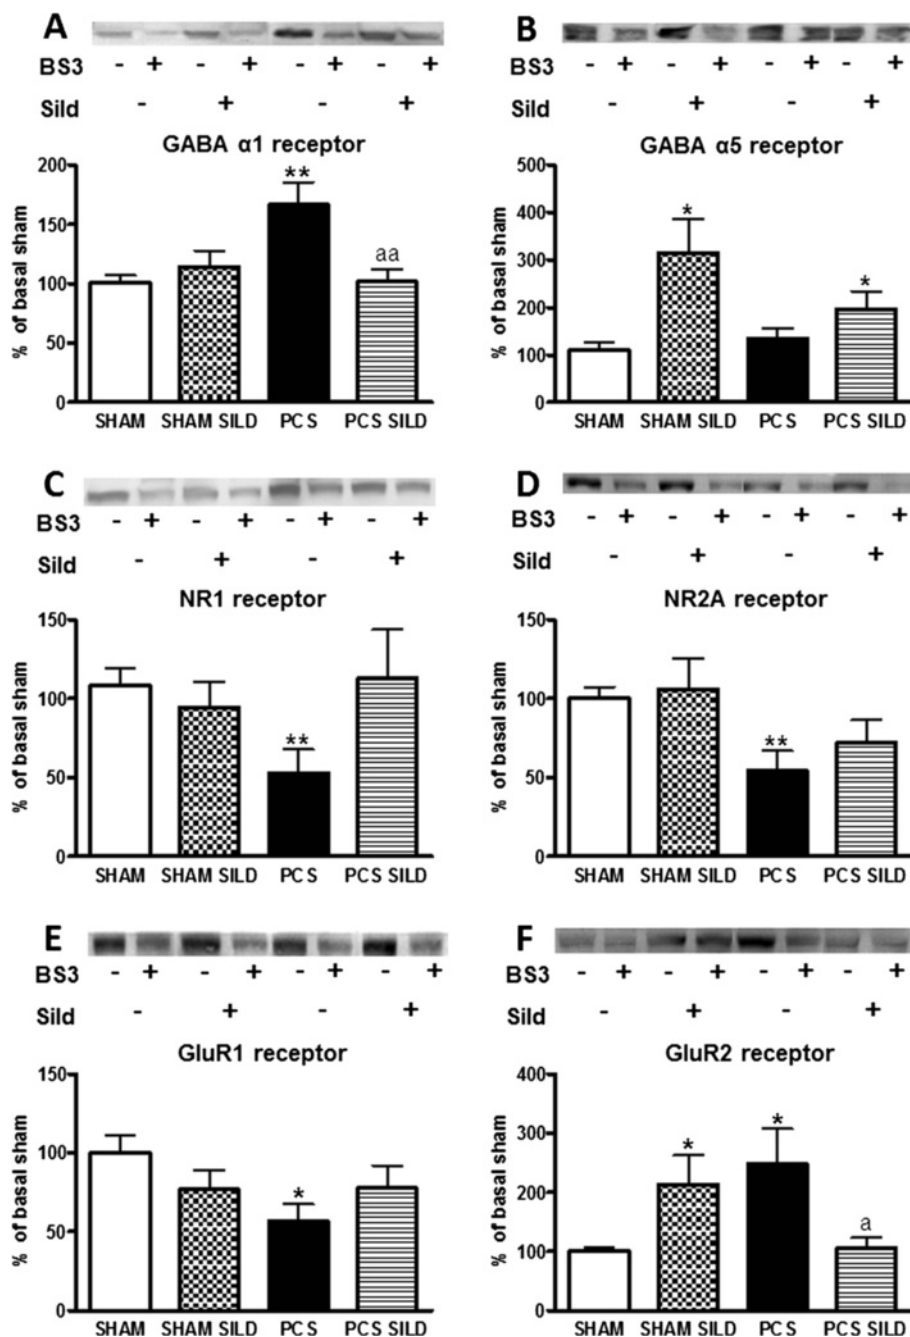 A
B
BS3 - + - + - + - +
BS3 - + - + - + - +
Sild - + - +
Sild - + - +
GABA α1 receptor
GABA α5 receptor
% of basal sham
200
150
100
50
0
**
aa
SHAM SHAM SILD PCS PCS SILD
% of basal sham
500
400
300
200
100
0
*
*
SHAM SHAM SILD PCS PCS SILD
C
D
BS3 - + - + - + - +
BS3 - + - + - + - +
Sild - + - +
Sild - + - +
NR1 receptor
NR2A receptor
% of basal sham
150
100
50
0
**
SHAM SHAM SILD PCS PCS SILD
% of basal sham
150
100
50
0
**
SHAM SHAM SILD PCS PCS SILD
E
F
BS3 - + - + - + - +
BS3 - + - + - + - +
Sild - + - +
Sild - + - +
GluR1 receptor
GluR2 receptor
% of basal sham
150
100
50
0
*
SHAM SHAM SILD PCS PCS SILD
% of basal sham
400
300
200
100
0
*
*
a
SHAM SHAM SILD PCS PCS SILD